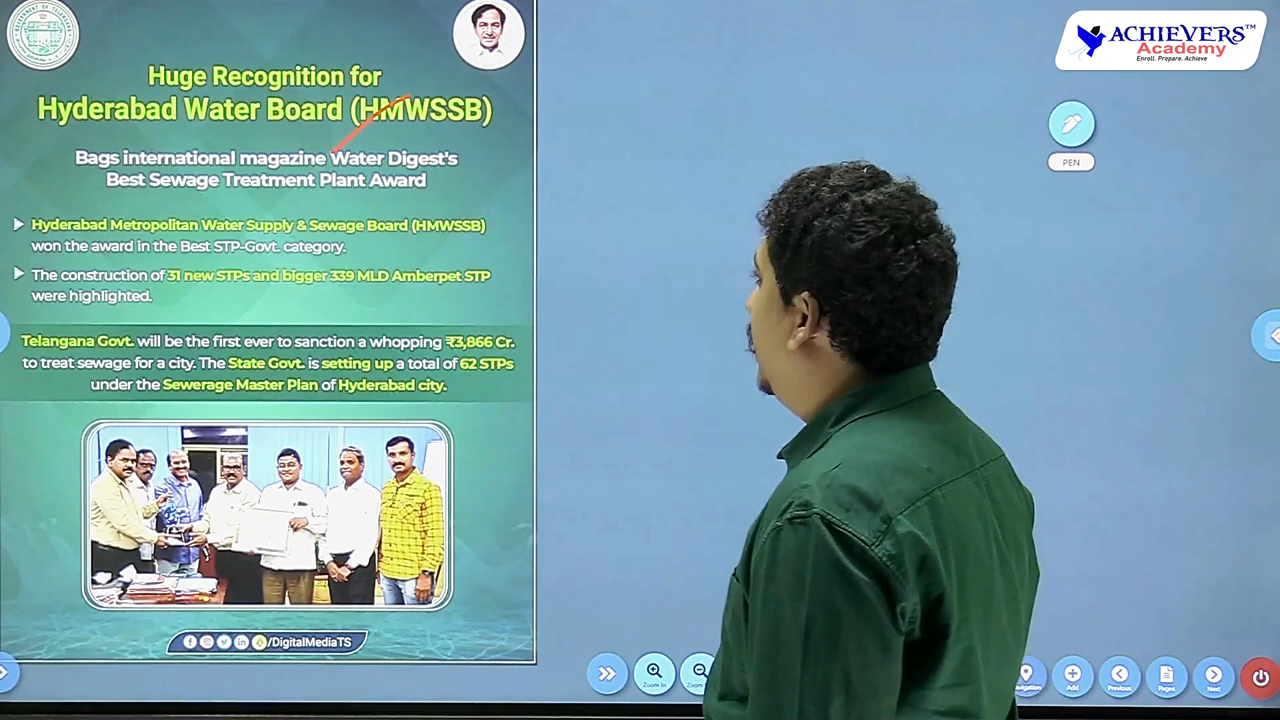 ACHIEVERS™
Academy
Enroll. Prepare. Achieve
PEN
Huge Recognition for
Hyderabad Water Board (HMWSSB)
Bags international magazine Water Digest's
Best Sewage Treatment Plant Award
Hyderabad Metropolitan Water Supply & Sewage Board (HMWSSB)
won the award in the Best STP-Govt. category.
The construction of 31 new STPs and bigger 339 MLD Amberpet STP
were highlighted.
Telangana Govt. will be the first ever to sanction a whopping ₹3,866 Cr.
to treat sewage for a city. The State Govt. is setting up a total of 62 STPs
under the Sewerage Master Plan of Hyderabad city.
/DigitalMediaTS
Zoom In
Add
Previous
Pages
Next